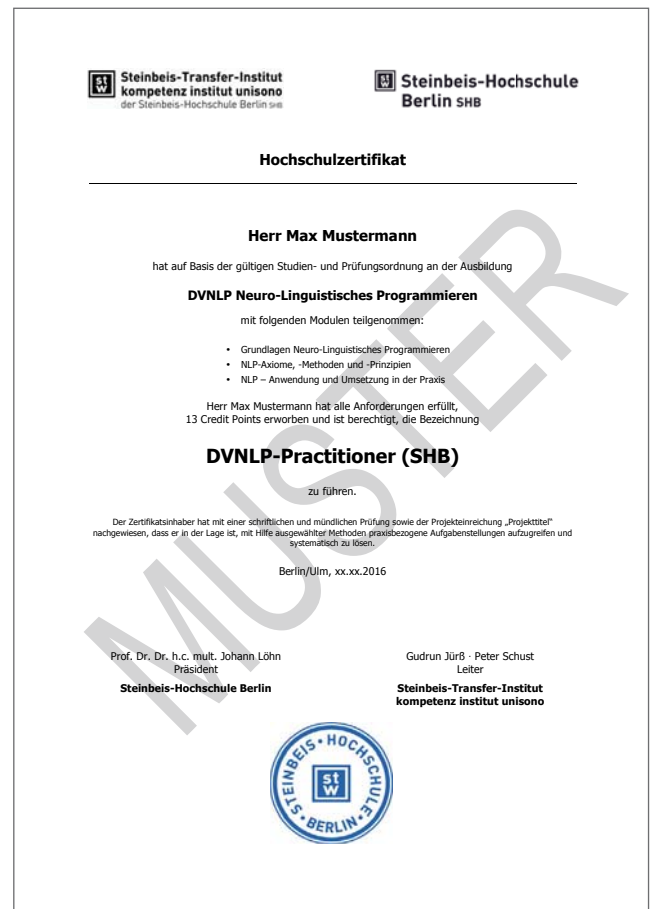 Steinbeis-Transfer-Institut
kompetenz institut unisono
der Steinbeis-Hochschule Berlin SHB
Steinbeis-Hochschule
Berlin SHB
Hochschulzertifikat
Herr Max Mustermann
hat auf Basis der gültigen Studien- und Prüfungsordnung an der Ausbildung
DVNLP Neuro-Linguistisches Programmieren
mit folgenden Modulen teilgenommen:
• Grundlagen Neuro-Linguistisches Programmieren
• NLP-Axiome, -Methoden und -Prinzipien
• NLP – Anwendung und Umsetzung in der Praxis
Herr Max Mustermann hat alle Anforderungen erfüllt,
13 Credit Points erworben und ist berechtigt, die Bezeichnung
DVNLP-Practitioner (SHB)
zu führen.
Der Zertifikatsinhaber hat mit einer schriftlichen und mündlichen Prüfung sowie der Projekteinreichung „Projekttitel“
nachgewiesen, dass er in der Lage ist, mit Hilfe ausgewählter Methoden praxisbezogene Aufgabenstellungen aufzugreifen und
systematisch zu lösen.
Berlin/Ulm, xx.xx.2016
MUSTER
Prof. Dr. Dr. h.c. mult. Johann Löhn
Präsident
Steinbeis-Hochschule Berlin
Gudrun Jürß · Peter Schust
Leiter
Steinbeis-Transfer-Institut
kompetenz institut unisono
STEINBEIS • HOCHSCHULE • BERLIN •
stw